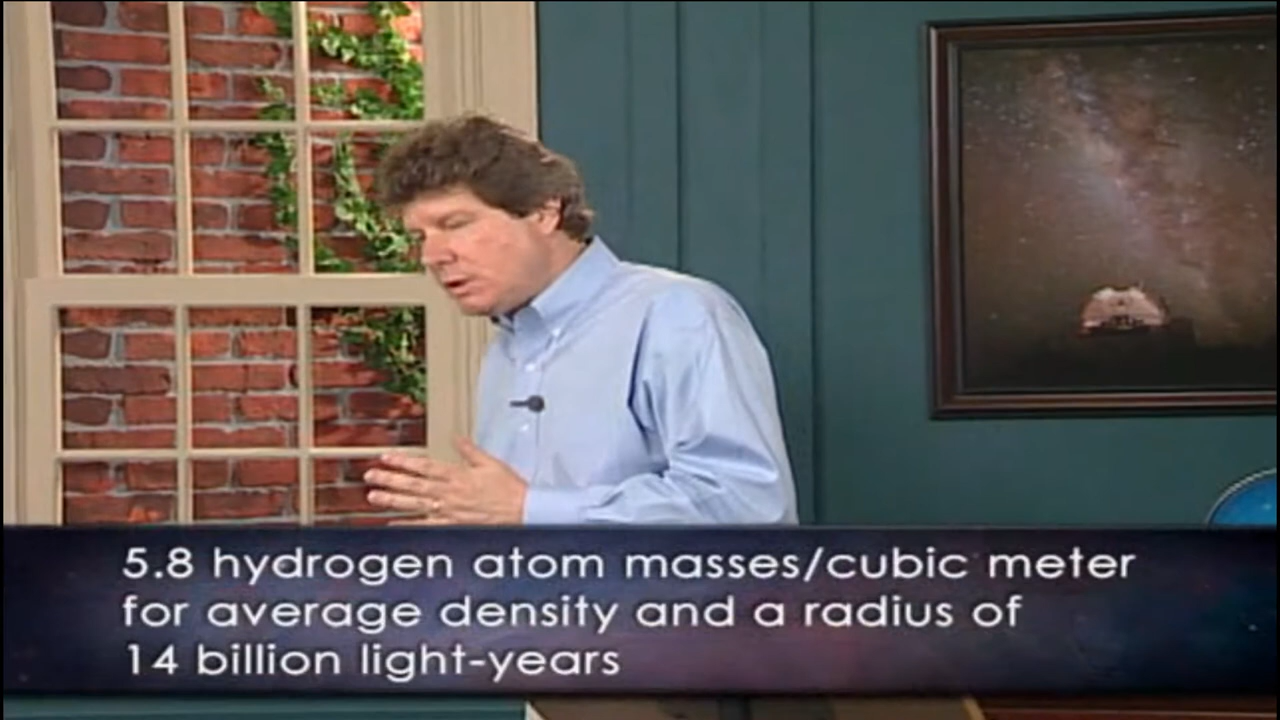 5.8 hydrogen atom masses/cubic meter
for average density and a radius of
14 billion light-years